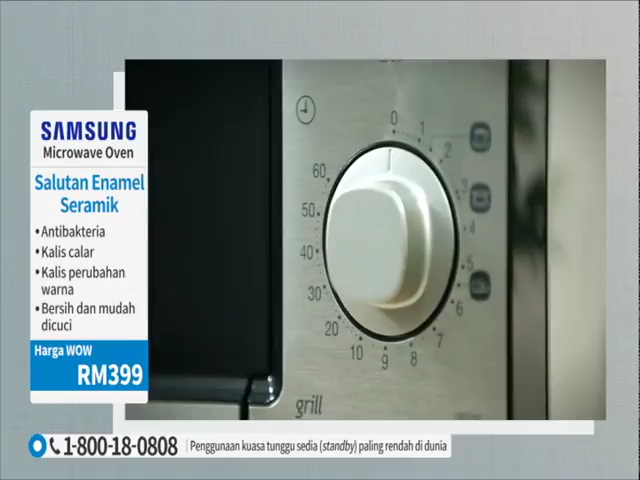 SAMSUNG
Microwave Oven
Salutan Enamel
Seramik
•Antibakteria
•Kalis calar
•Kalis perubahan
warna
•Bersih dan mudah
dicuci
Harga WOW
RM399
0
1
2
3
4
5
6
7
8
9
10
20
30
40
50
60
grill
1-800-18-0808
Penggunaan kuasa tunggu sedia (standby) paling rendah di dunia